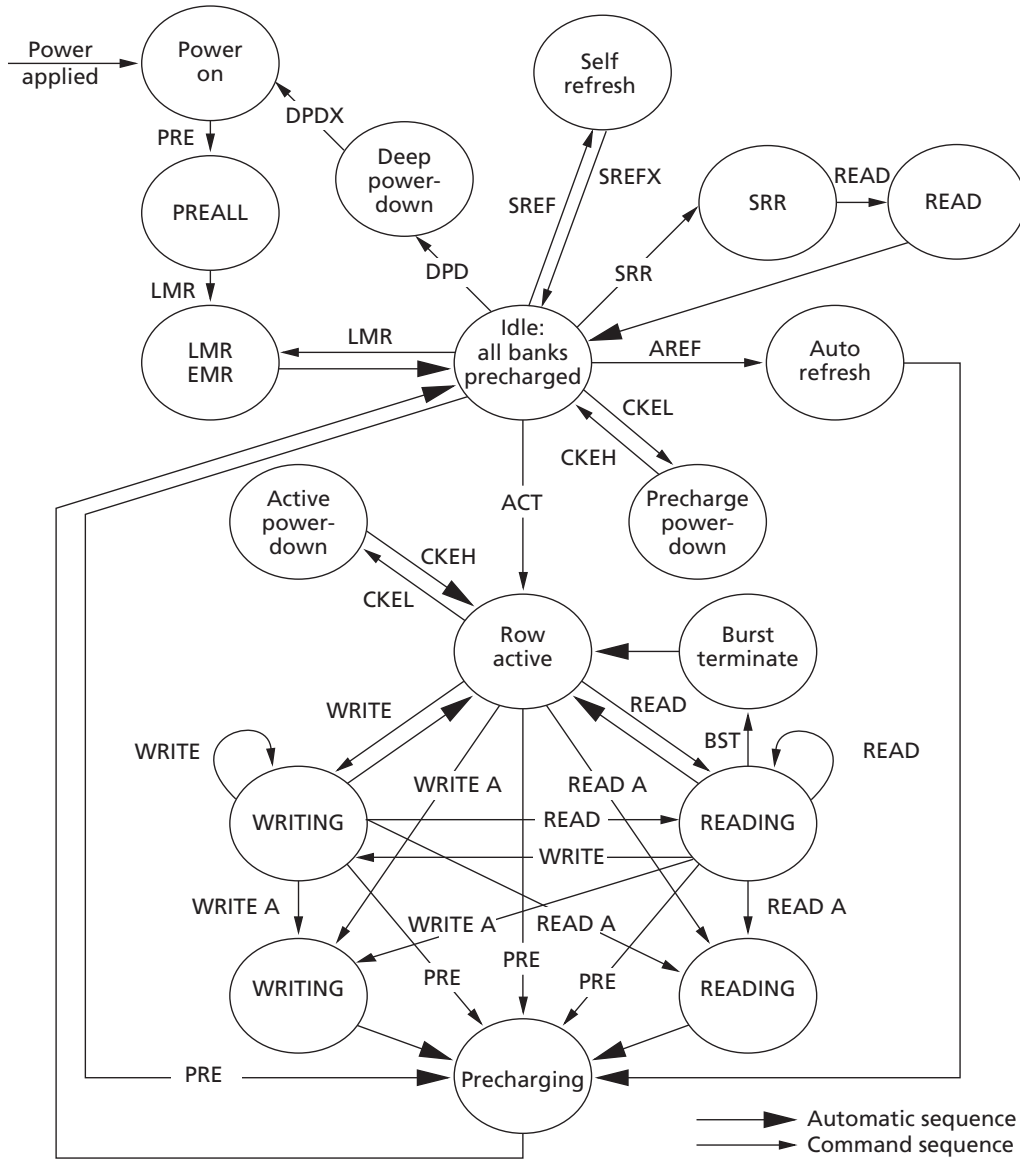 Power
applied
Power
on
Self
refresh
DPDX
PRE
Deep
power-
down
READ
SREFX
SREF
SRR
READ
PREALL
DPD
SRR
LMR
LMR
EMR
LMR
Idle:
all banks
precharged
AREF
Auto
refresh
CKEL
CKEH
Active
power-
down
ACT
Precharge
power-
down
CKEH
CKEL
Row
active
Burst
terminate
WRITE
READ
BST
WRITE
READ
WRITE A
READ A
WRITING
READ
READING
WRITE
WRITE A
WRITE A
READ A
READ A
PRE
PRE
PRE
WRITING
READING
PRE
Precharging
Automatic sequence
Command sequence